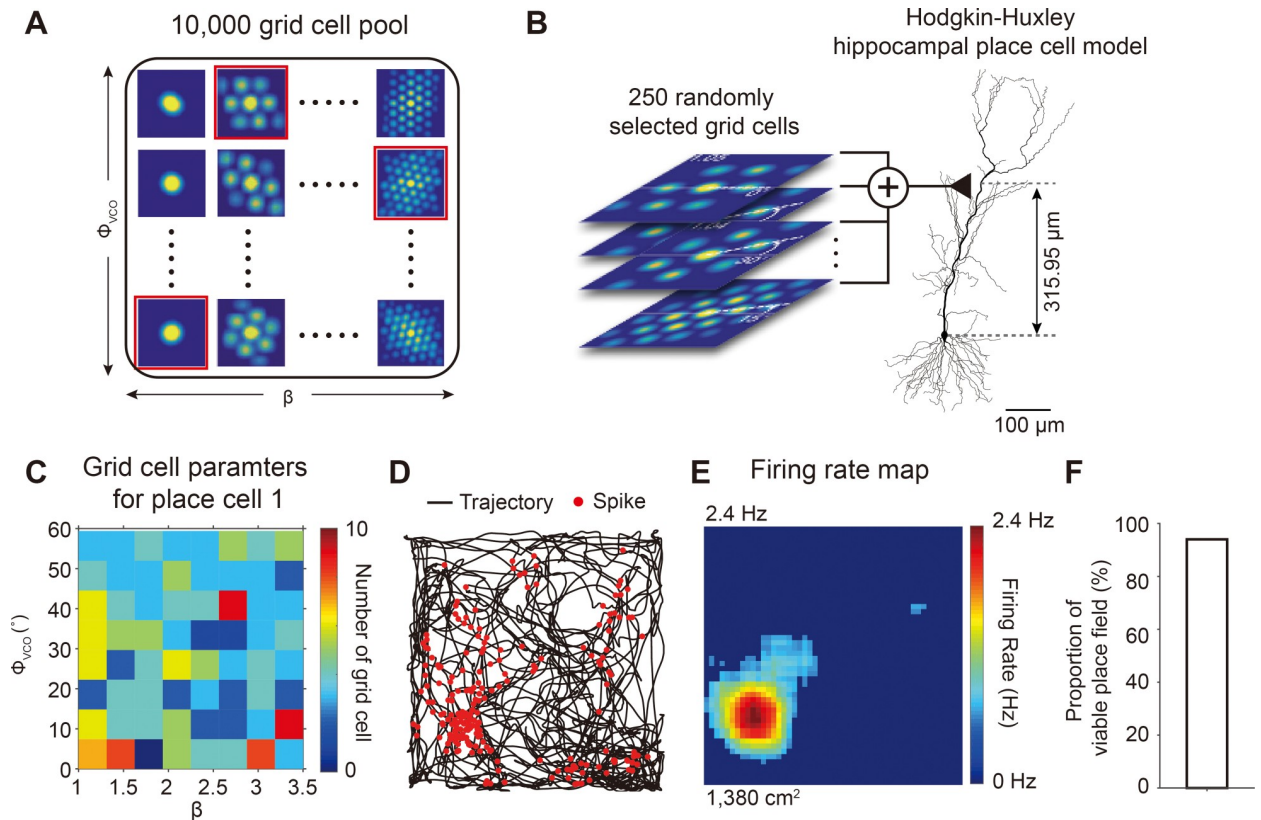 A
10,000 grid cell pool
ΦVCO
β
B
Hodgkin-Huxley
hippocampal place cell model
250 randomly
selected grid cells
+
315.95 µm
100 µm
C
Grid cell paramters
for place cell 1
60
50
40
30
20
10
0
ΦVCO (°)
1
1.5
2
2.5
3
3.5
β
10
0
Number of grid cell
D
Trajectory
Spike
E
Firing rate map
2.4 Hz
1,380 cm²
2.4 Hz
0 Hz
Firing Rate (Hz)
F
Proportion of
viable place field (%)
100
80
60
40
20
0